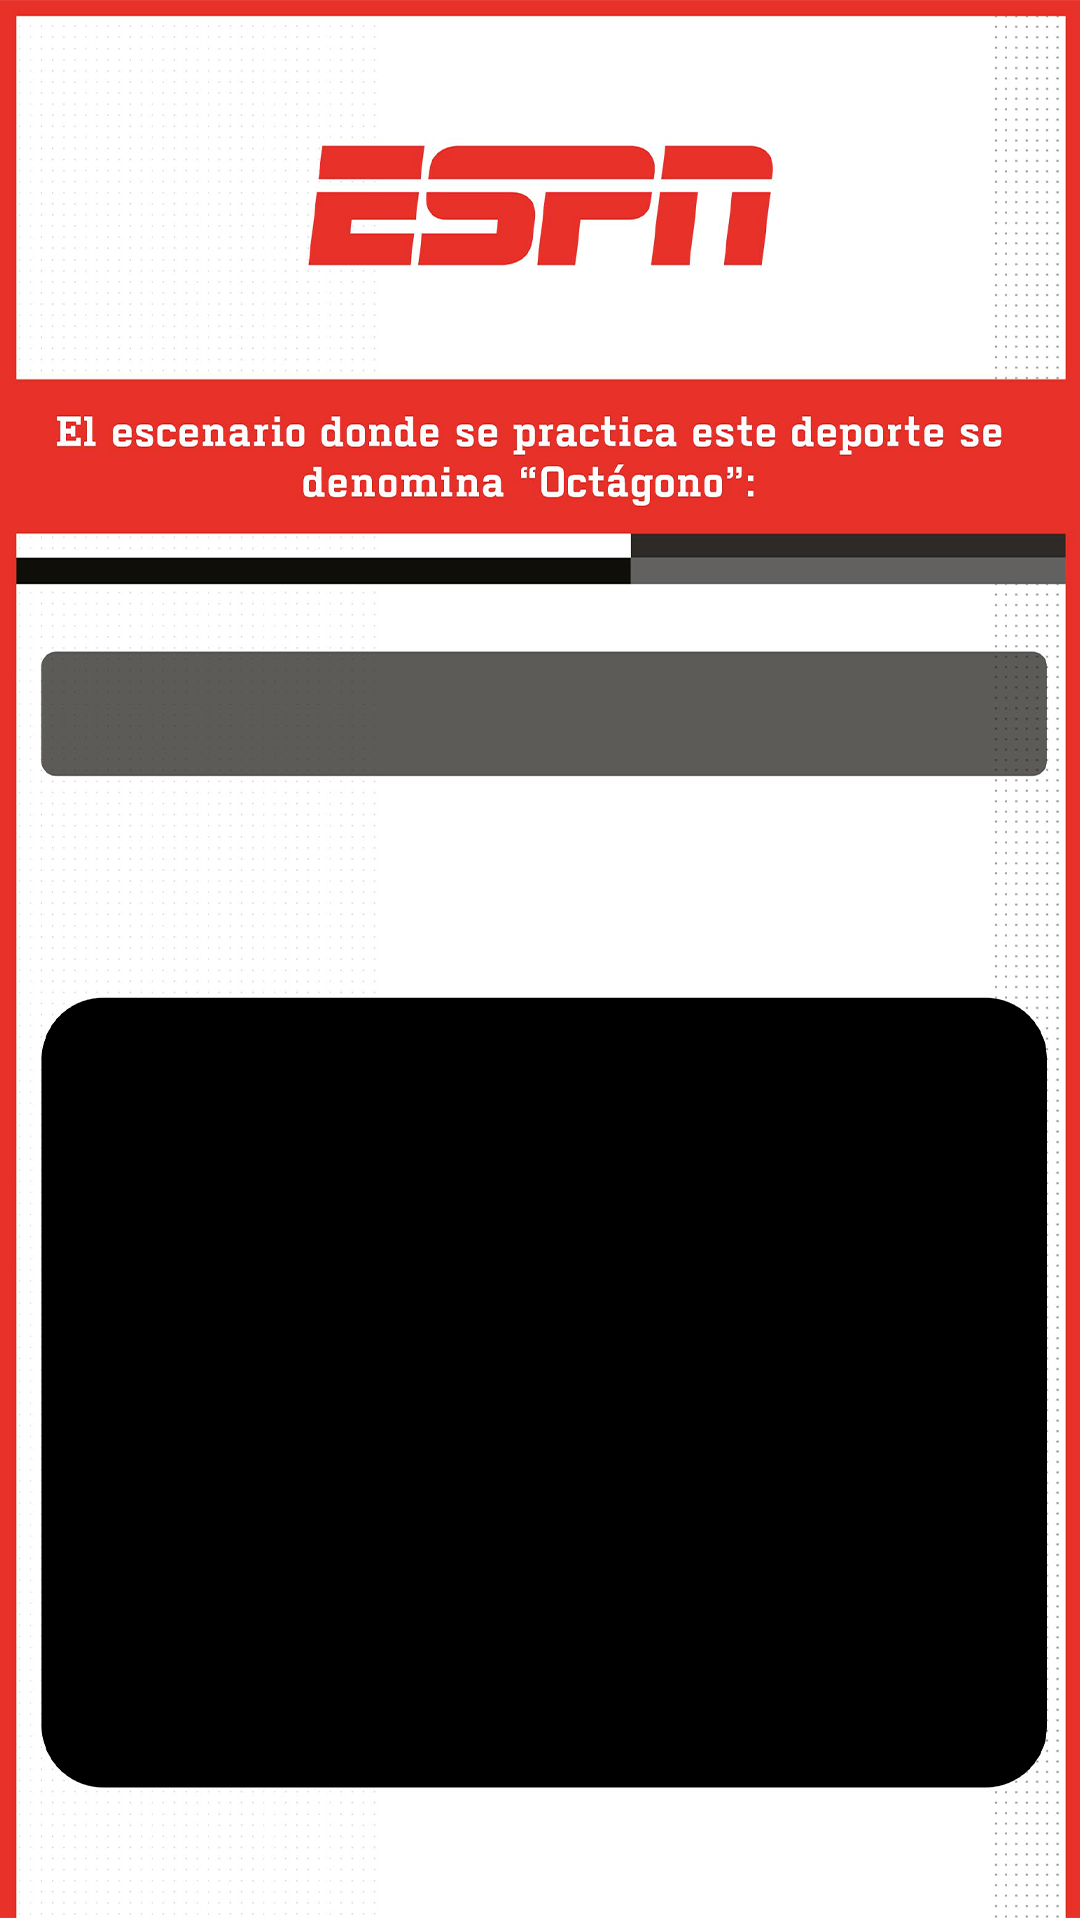 ESPN
El escenario donde se practica este deporte se
denomina “Octágono”: